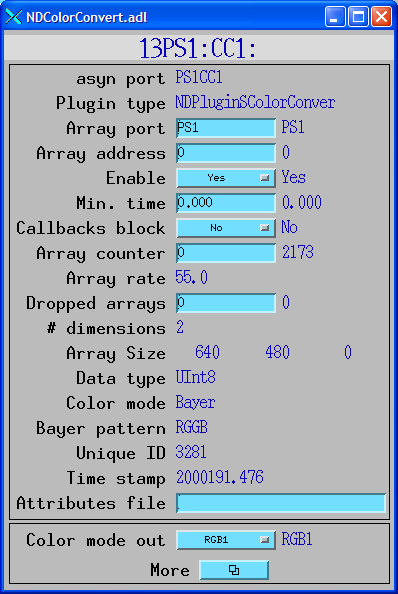 NDColorConvert.adl
13PS1:CC1:
asyn port PS1CC1
Plugin type NDPluginSColorConver
Array port PS1 PS1
Array address 0 0
Enable Yes Yes
Min. time 0.000 0.000
Callbacks block No No
Array counter 0 2173
Array rate 55.0
Dropped arrays 0 0
# dimensions 2
Array Size 640 480 0
Data type UInt8
Color mode Bayer
Bayer pattern RGGB
Unique ID 3281
Time stamp 2000191.476
Attributes file
Color mode out RGB1 RGB1
More